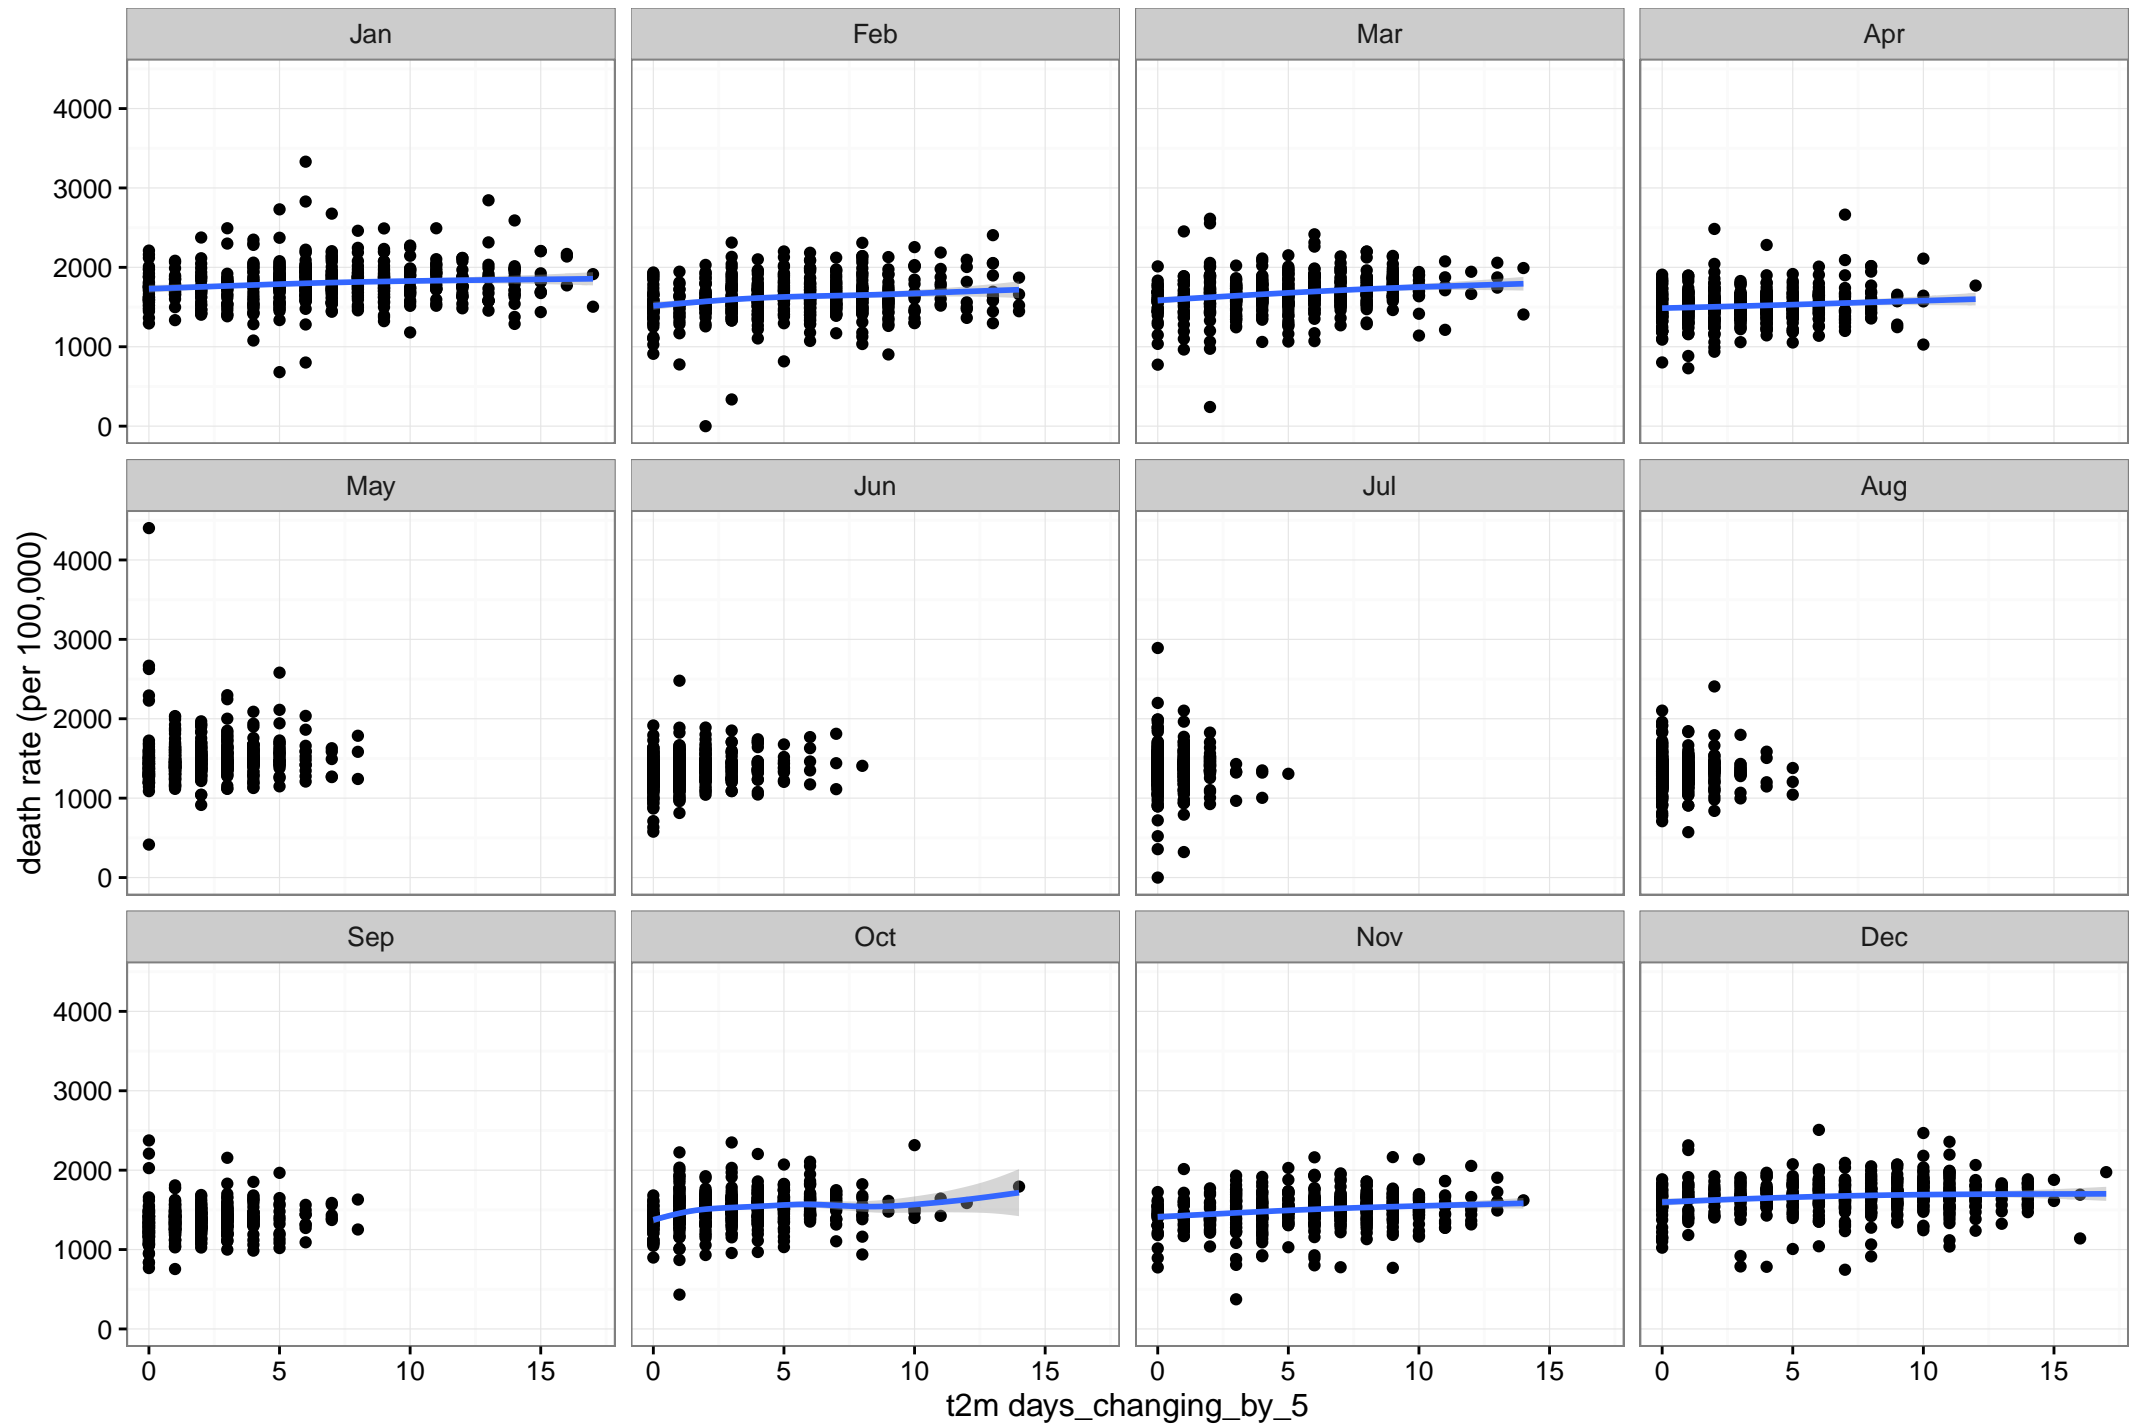 Jan Feb Mar Apr
4000
3000
2000
1000
0
May Jun Jul Aug
4000
3000
2000
1000
0
death rate (per 100,000)
Sep Oct Nov Dec
4000
3000
2000
1000
0
0 5 10 15 0 5 10 15 0 5 10 15 0 5 10 15
t2m days_changing_by_5